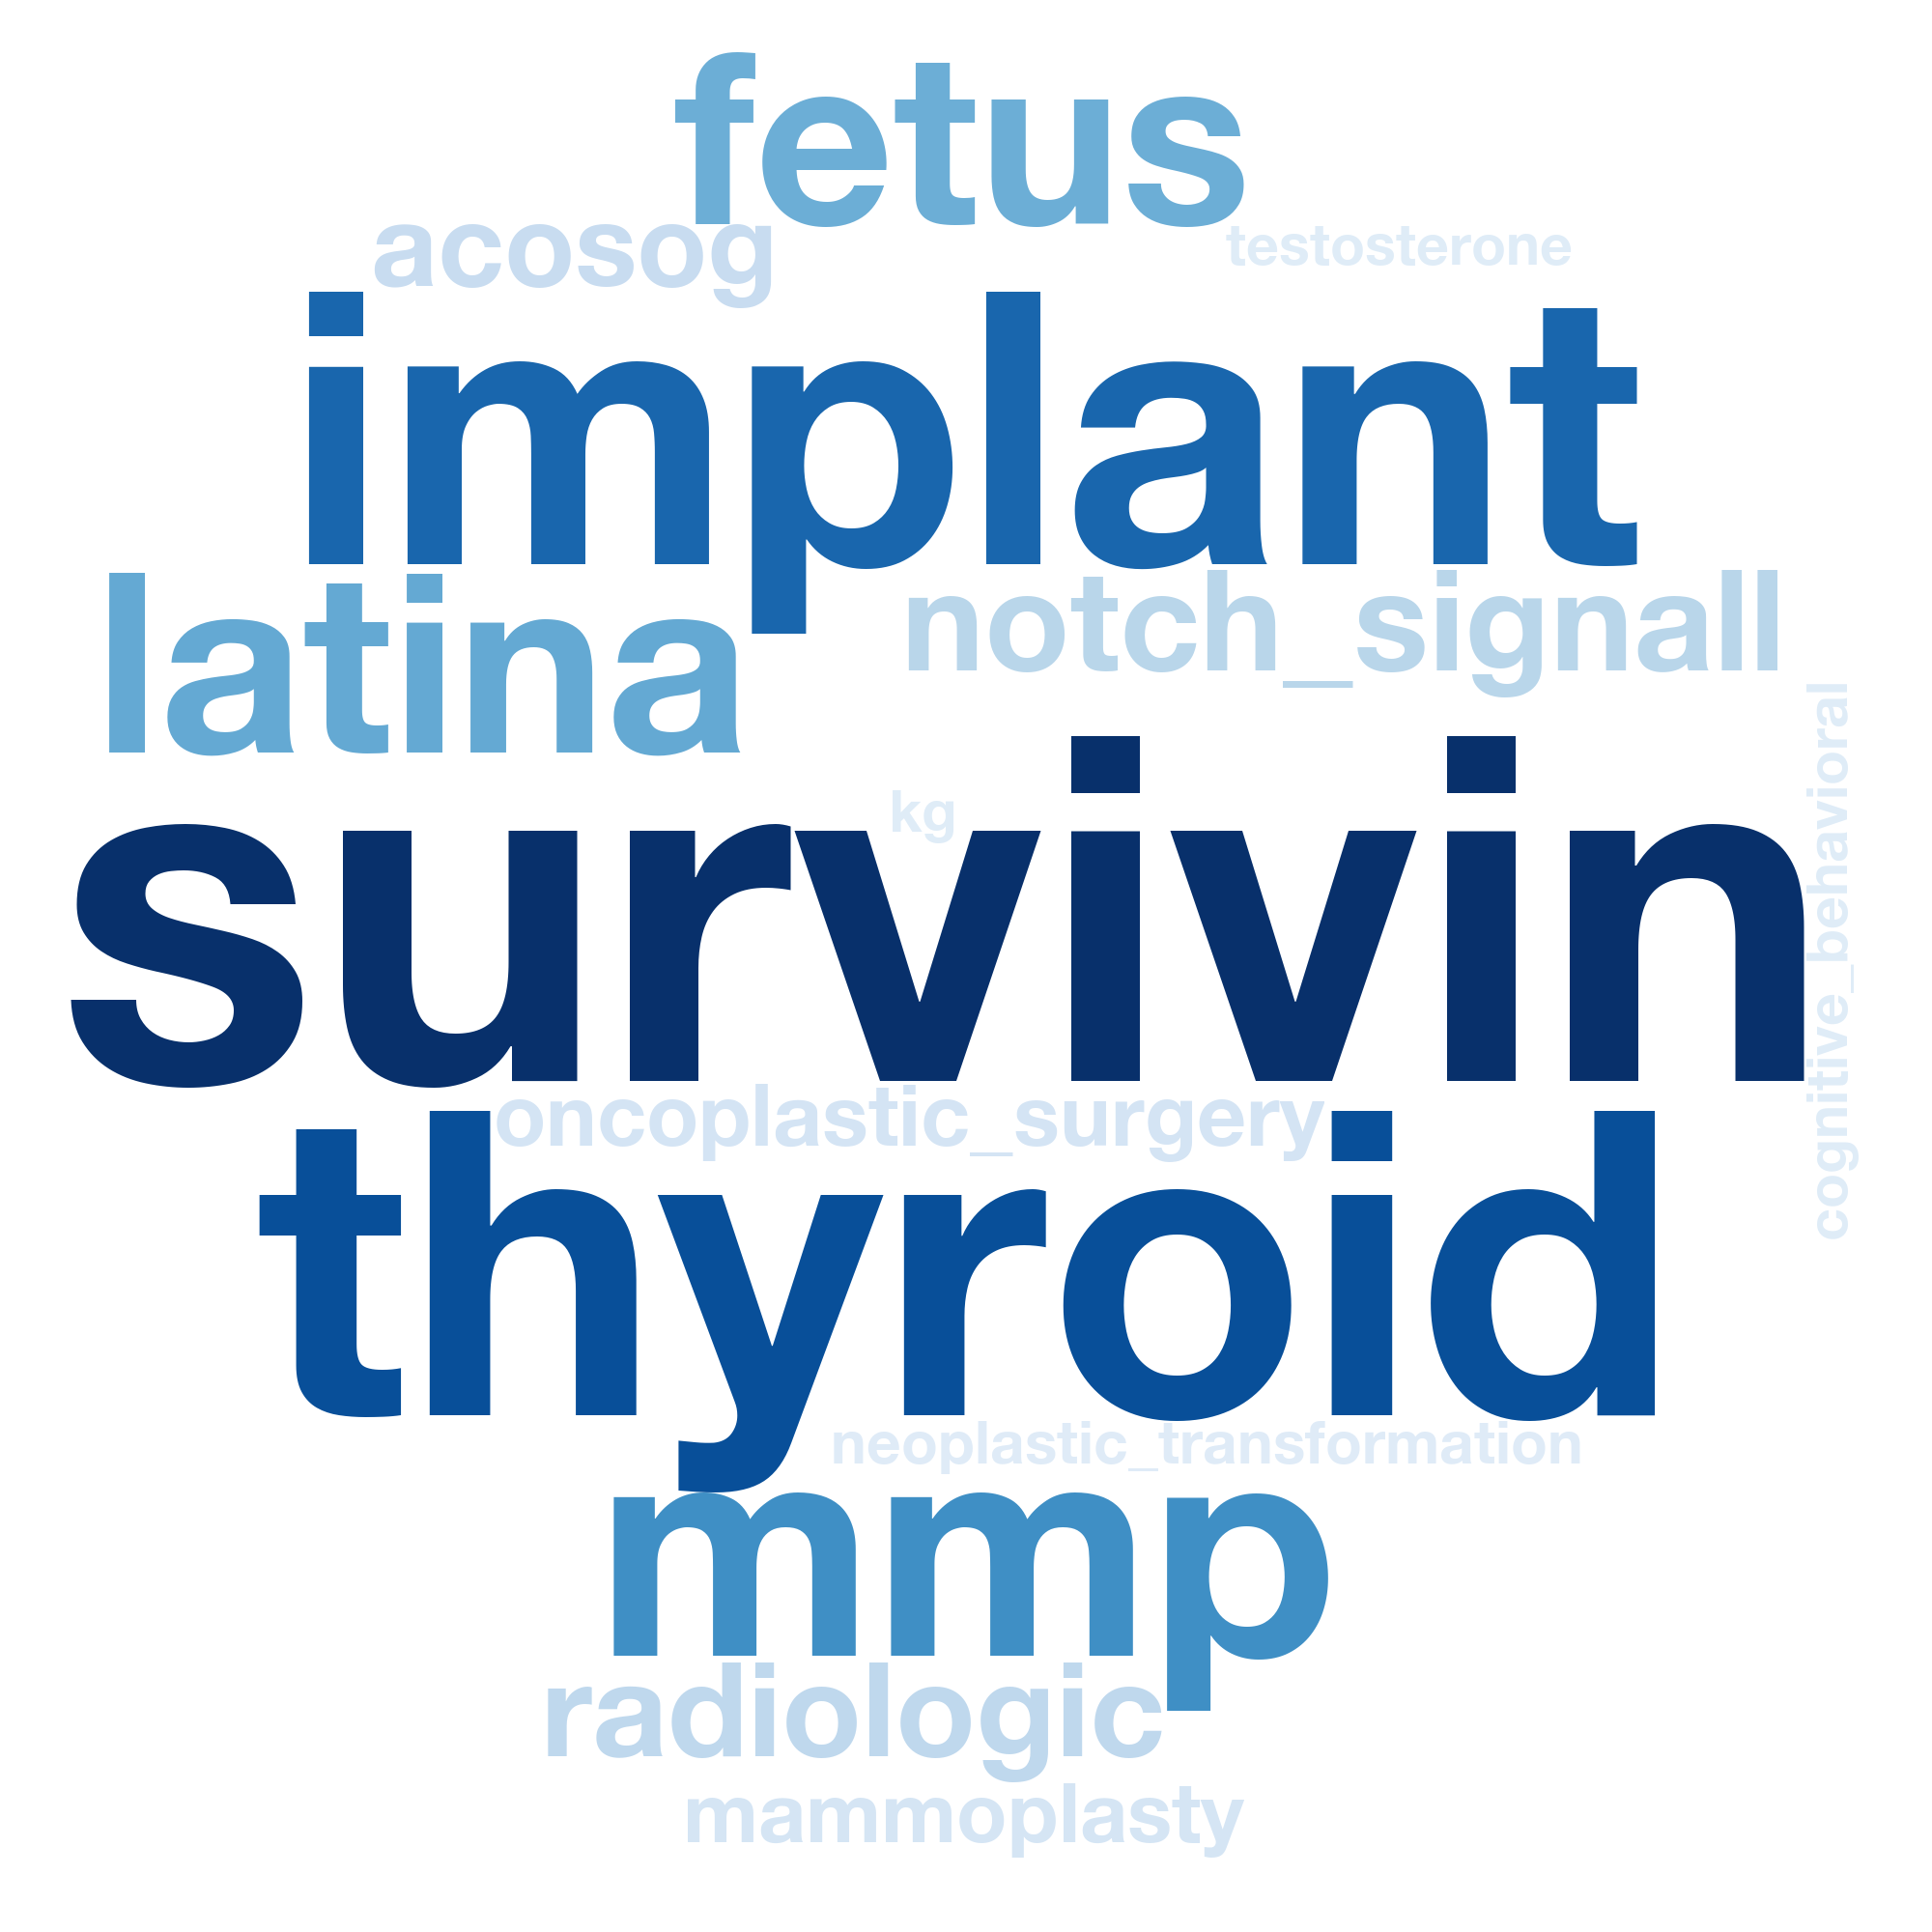 fetus
acosog
testosterone
implant
latina
notch_signall
kg
survivin
cognitive_behavioral
oncoplastic_surgery
thyroid
neoplastic_transformation
mmp
radiologic
mammoplasty